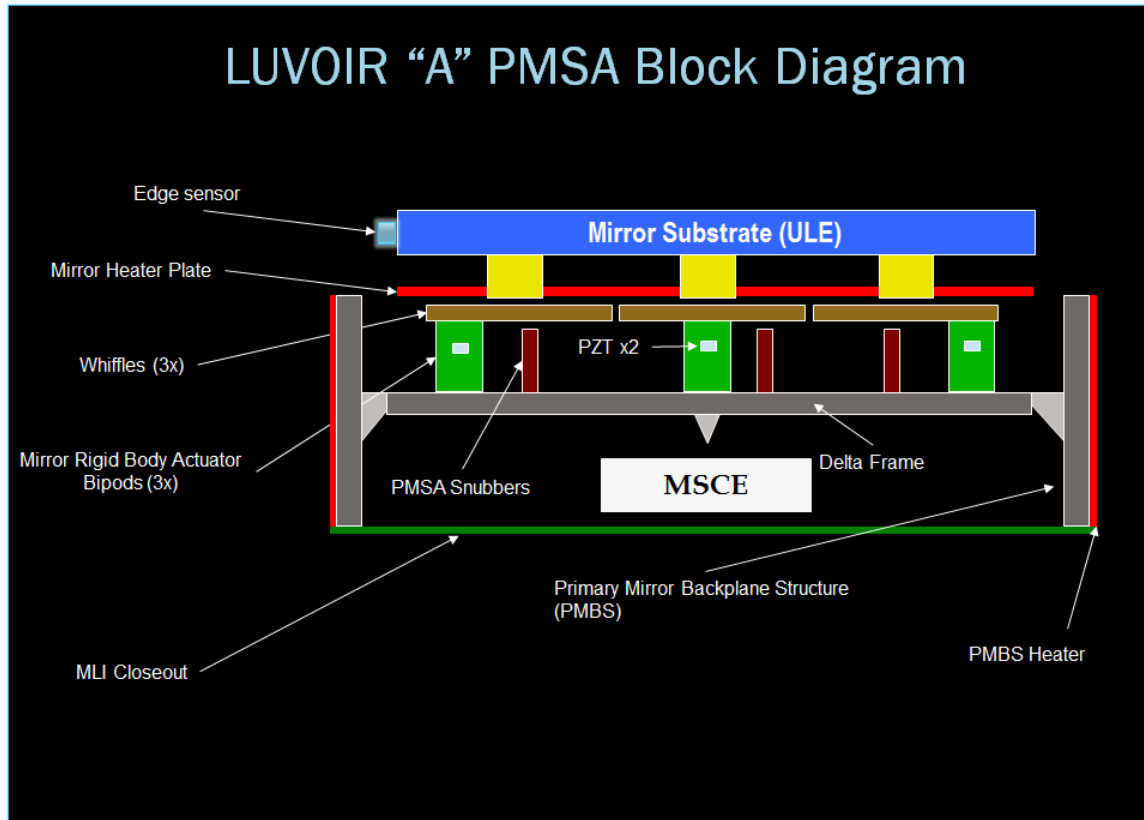 LUVOIR “A” PMSA Block Diagram
Edge sensor
Mirror Substrate (ULE)
Mirror Heater Plate
Whiffles (3x)
PZT x2
Mirror Rigid Body Actuator
Bipods (3x)
PMSA Snubbers
MSCE
Delta Frame
Primary Mirror Backplane Structure
(PMBS)
MLI Closeout
PMBS Heater